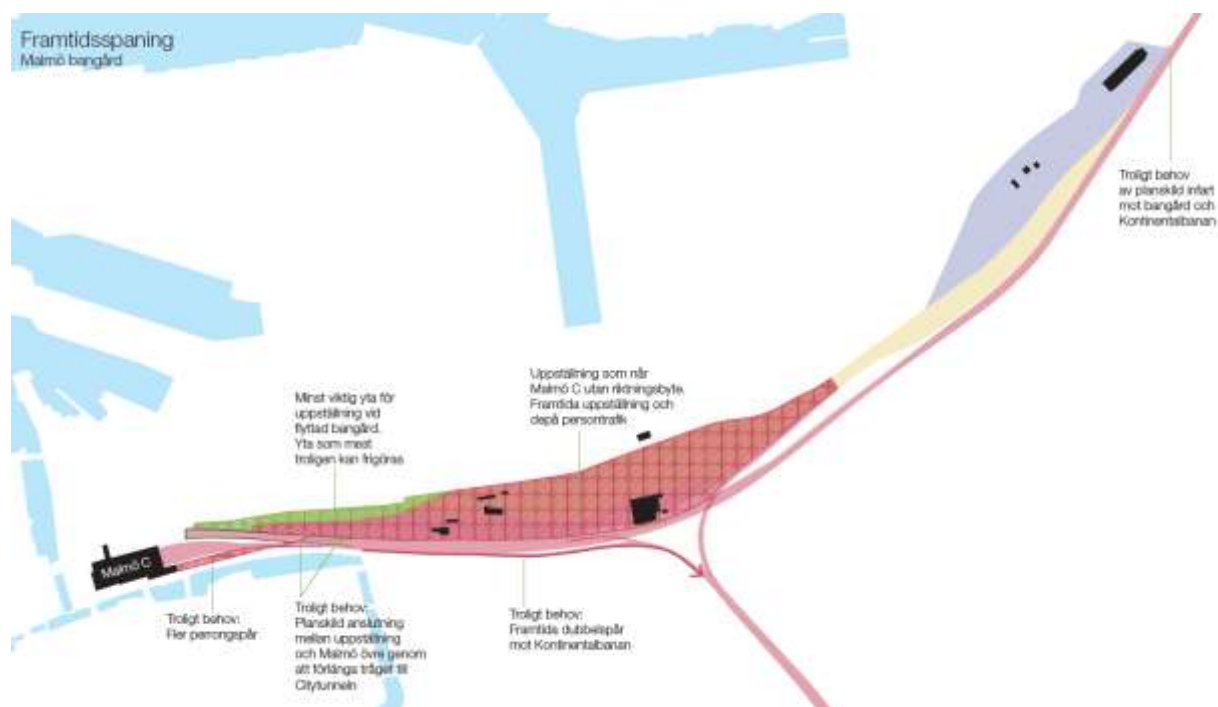 Framtidsspaning
Malmö bangård
Troligt behov
av planskild infart
mot bangård och
Kontinentalbanan
Uppställning som når
Malmö C utan riktningsbyte.
Framtida uppställning och
depå persontrafik
Minst viktig yta för
uppställning vid
flyttad bangård.
Yta som mest
troligen kan frigöras
Malmö C
Troligt behov:
Fler perrongspår
Troligt behov:
Planskild anslutning
mellan uppställning
och Malmö övre genom
att förlänga tråget till
Citytunneln
Troligt behov:
Framtida dubbelspår
mot Kontinentalbanan